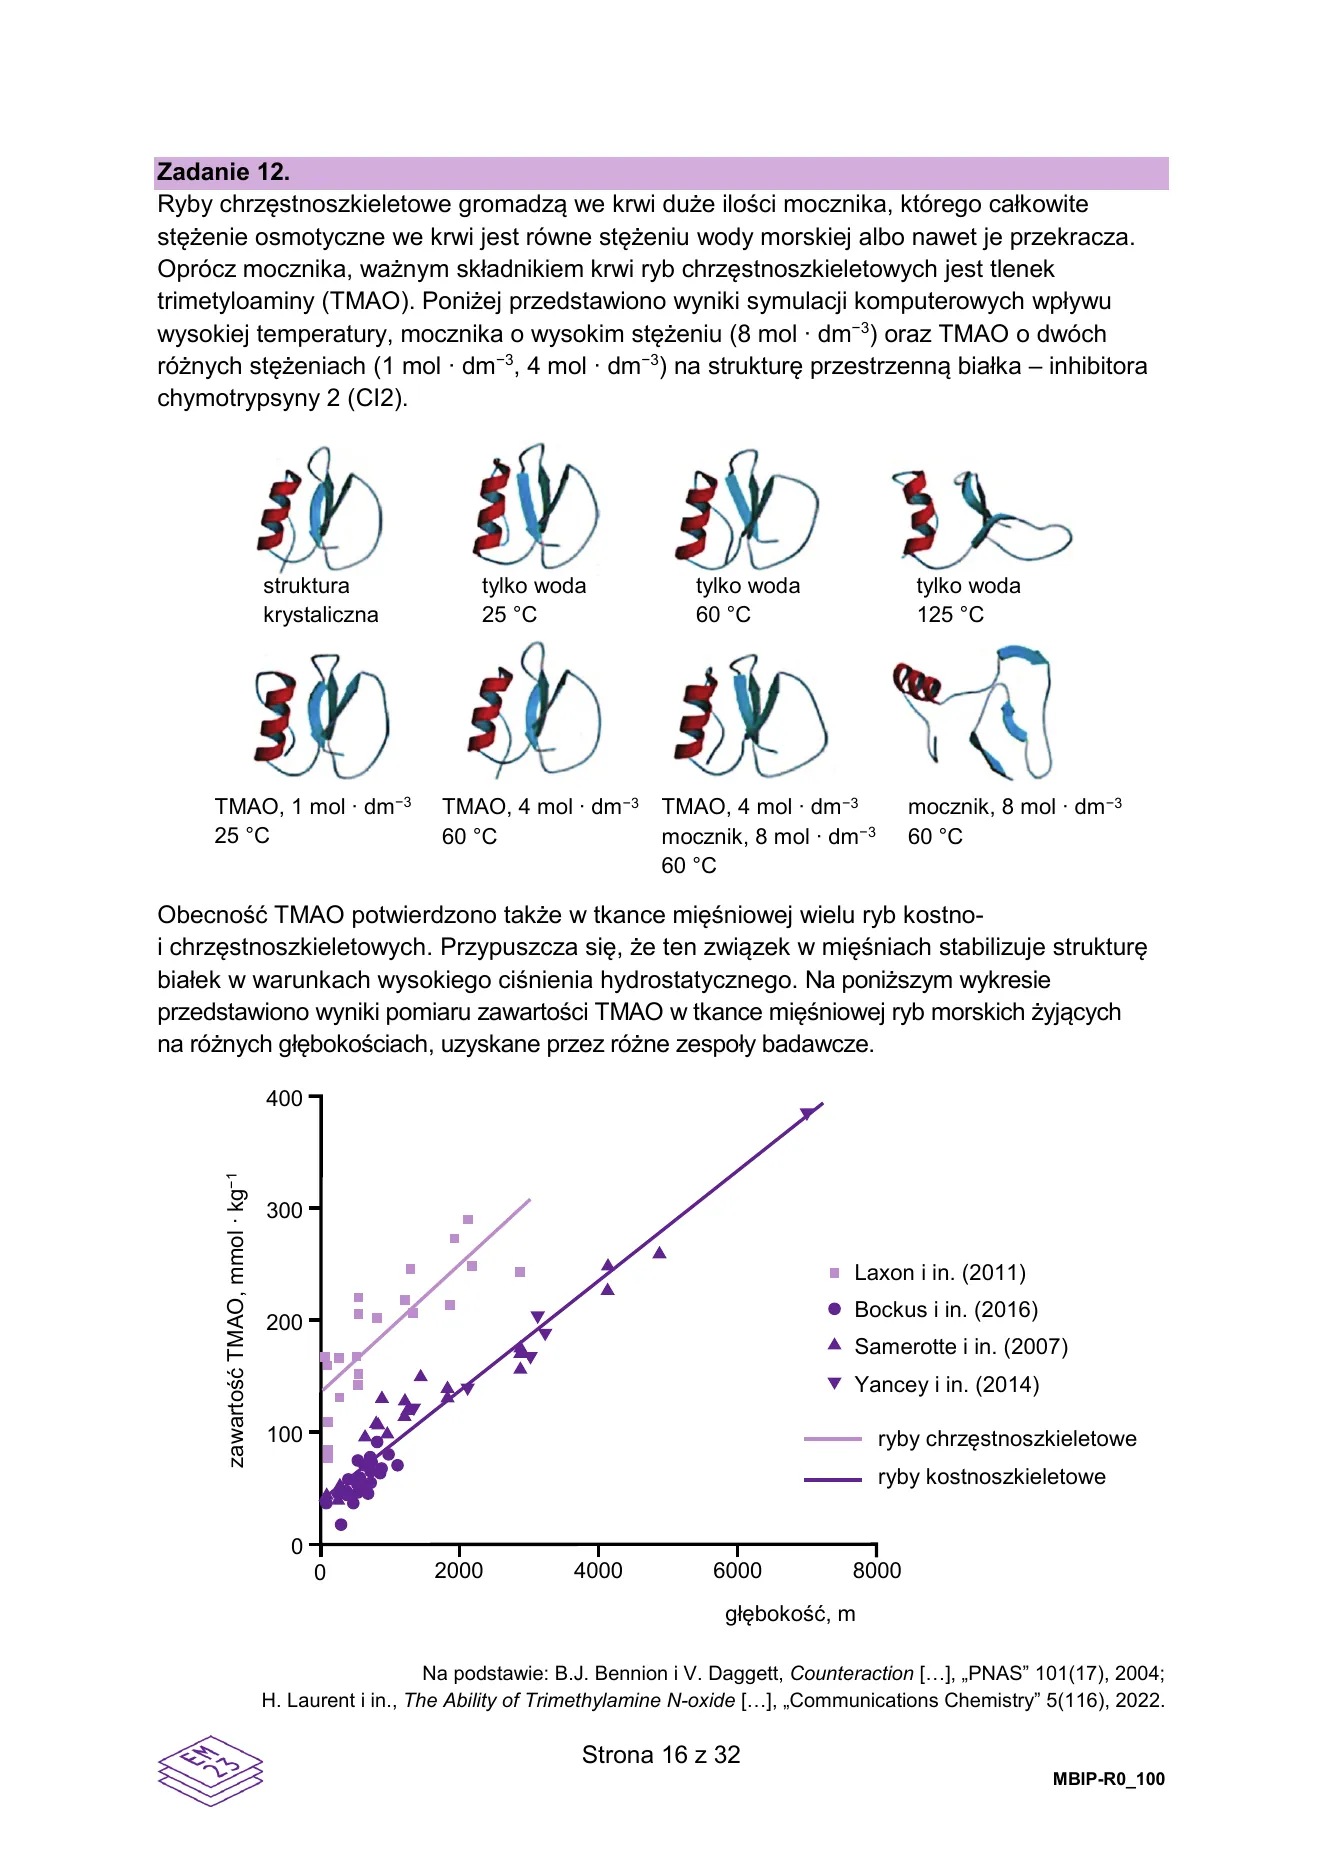 Zadanie 12.
Ryby chrzęstnoszkieletowe gromadzą we krwi duże ilości mocznika, którego całkowite
stężenie osmotyczne we krwi jest równe stężeniu wody morskiej albo nawet je przekracza.
Oprócz mocznika, ważnym składnikiem krwi ryb chrzęstnoszkieletowych jest tlenek
trimetyloaminy (TMAO). Poniżej przedstawiono wyniki symulacji komputerowych wpływu
wysokiej temperatury, mocznika o wysokim stężeniu (8 mol · dm⁻³) oraz TMAO o dwóch
różnych stężeniach (1 mol · dm⁻³, 4 mol · dm⁻³) na strukturę przestrzenną białka – inhibitora
chymotrypsyny 2 (CI2).
struktura
krystaliczna
tylko woda
25 °C
tylko woda
60 °C
tylko woda
125 °C
TMAO, 1 mol · dm⁻³
25 °C
TMAO, 4 mol · dm⁻³
60 °C
TMAO, 4 mol · dm⁻³
mocznik, 8 mol · dm⁻³
60 °C
mocznik, 8 mol · dm⁻³
60 °C
Obecność TMAO potwierdzono także w tkance mięśniowej wielu ryb kostno-
i chrzęstnoszkieletowych. Przypuszcza się, że ten związek w mięśniach stabilizuje strukturę
białek w warunkach wysokiego ciśnienia hydrostatycznego. Na poniższym wykresie
przedstawiono wyniki pomiaru zawartości TMAO w tkance mięśniowej ryb morskich żyjących
na różnych głębokościach, uzyskane przez różne zespoły badawcze.
zawartość TMAO, mmol · kg⁻¹
400
300
200
100
0
0
2000
4000
6000
8000
głębokość, m
Laxon i in. (2011)
Bockus i in. (2016)
Samerotte i in. (2007)
Yancey i in. (2014)
ryby chrzęstnoszkieletowe
ryby kostnoszkieletowe
Na podstawie: B.J. Bennion i V. Daggett, Counteraction […], „PNAS” 101(17), 2004;
H. Laurent i in., The Ability of Trimethylamine N-oxide […], „Communications Chemistry” 5(116), 2022.
EM
23
Strona 16 z 32
MBIP-R0_100